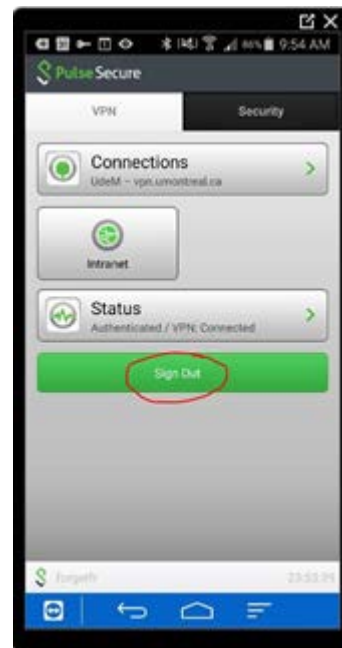 9:54 AM
Pulse Secure
VPN
Security
Connections
UdeM – vpn.umontreal.ca
Intranet
Status
Authenticated / VPN: Connected
Sign Out